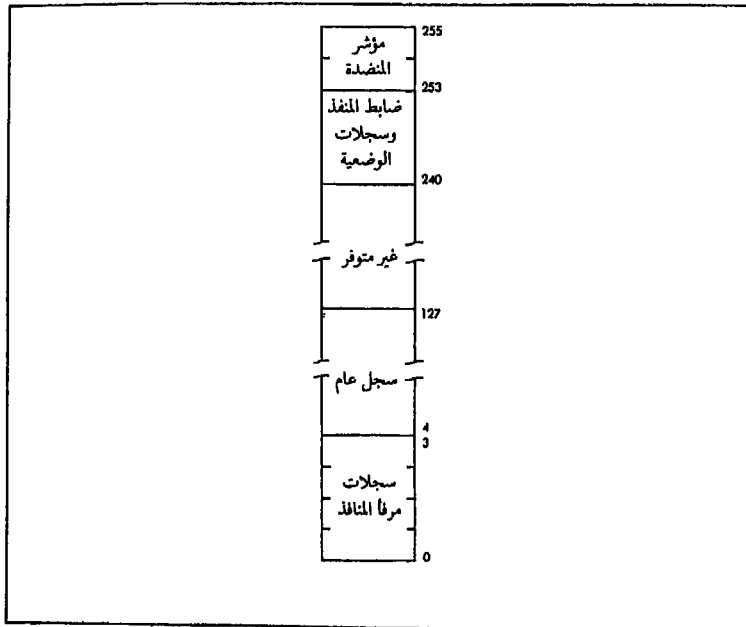 255
مؤشر
المنضدة
253
ضابط المنفذ
وسجلات
الوضعية
240
غير متوفر
127
سجل عام
4
3
سجلات
مرفأ المنافذ
0